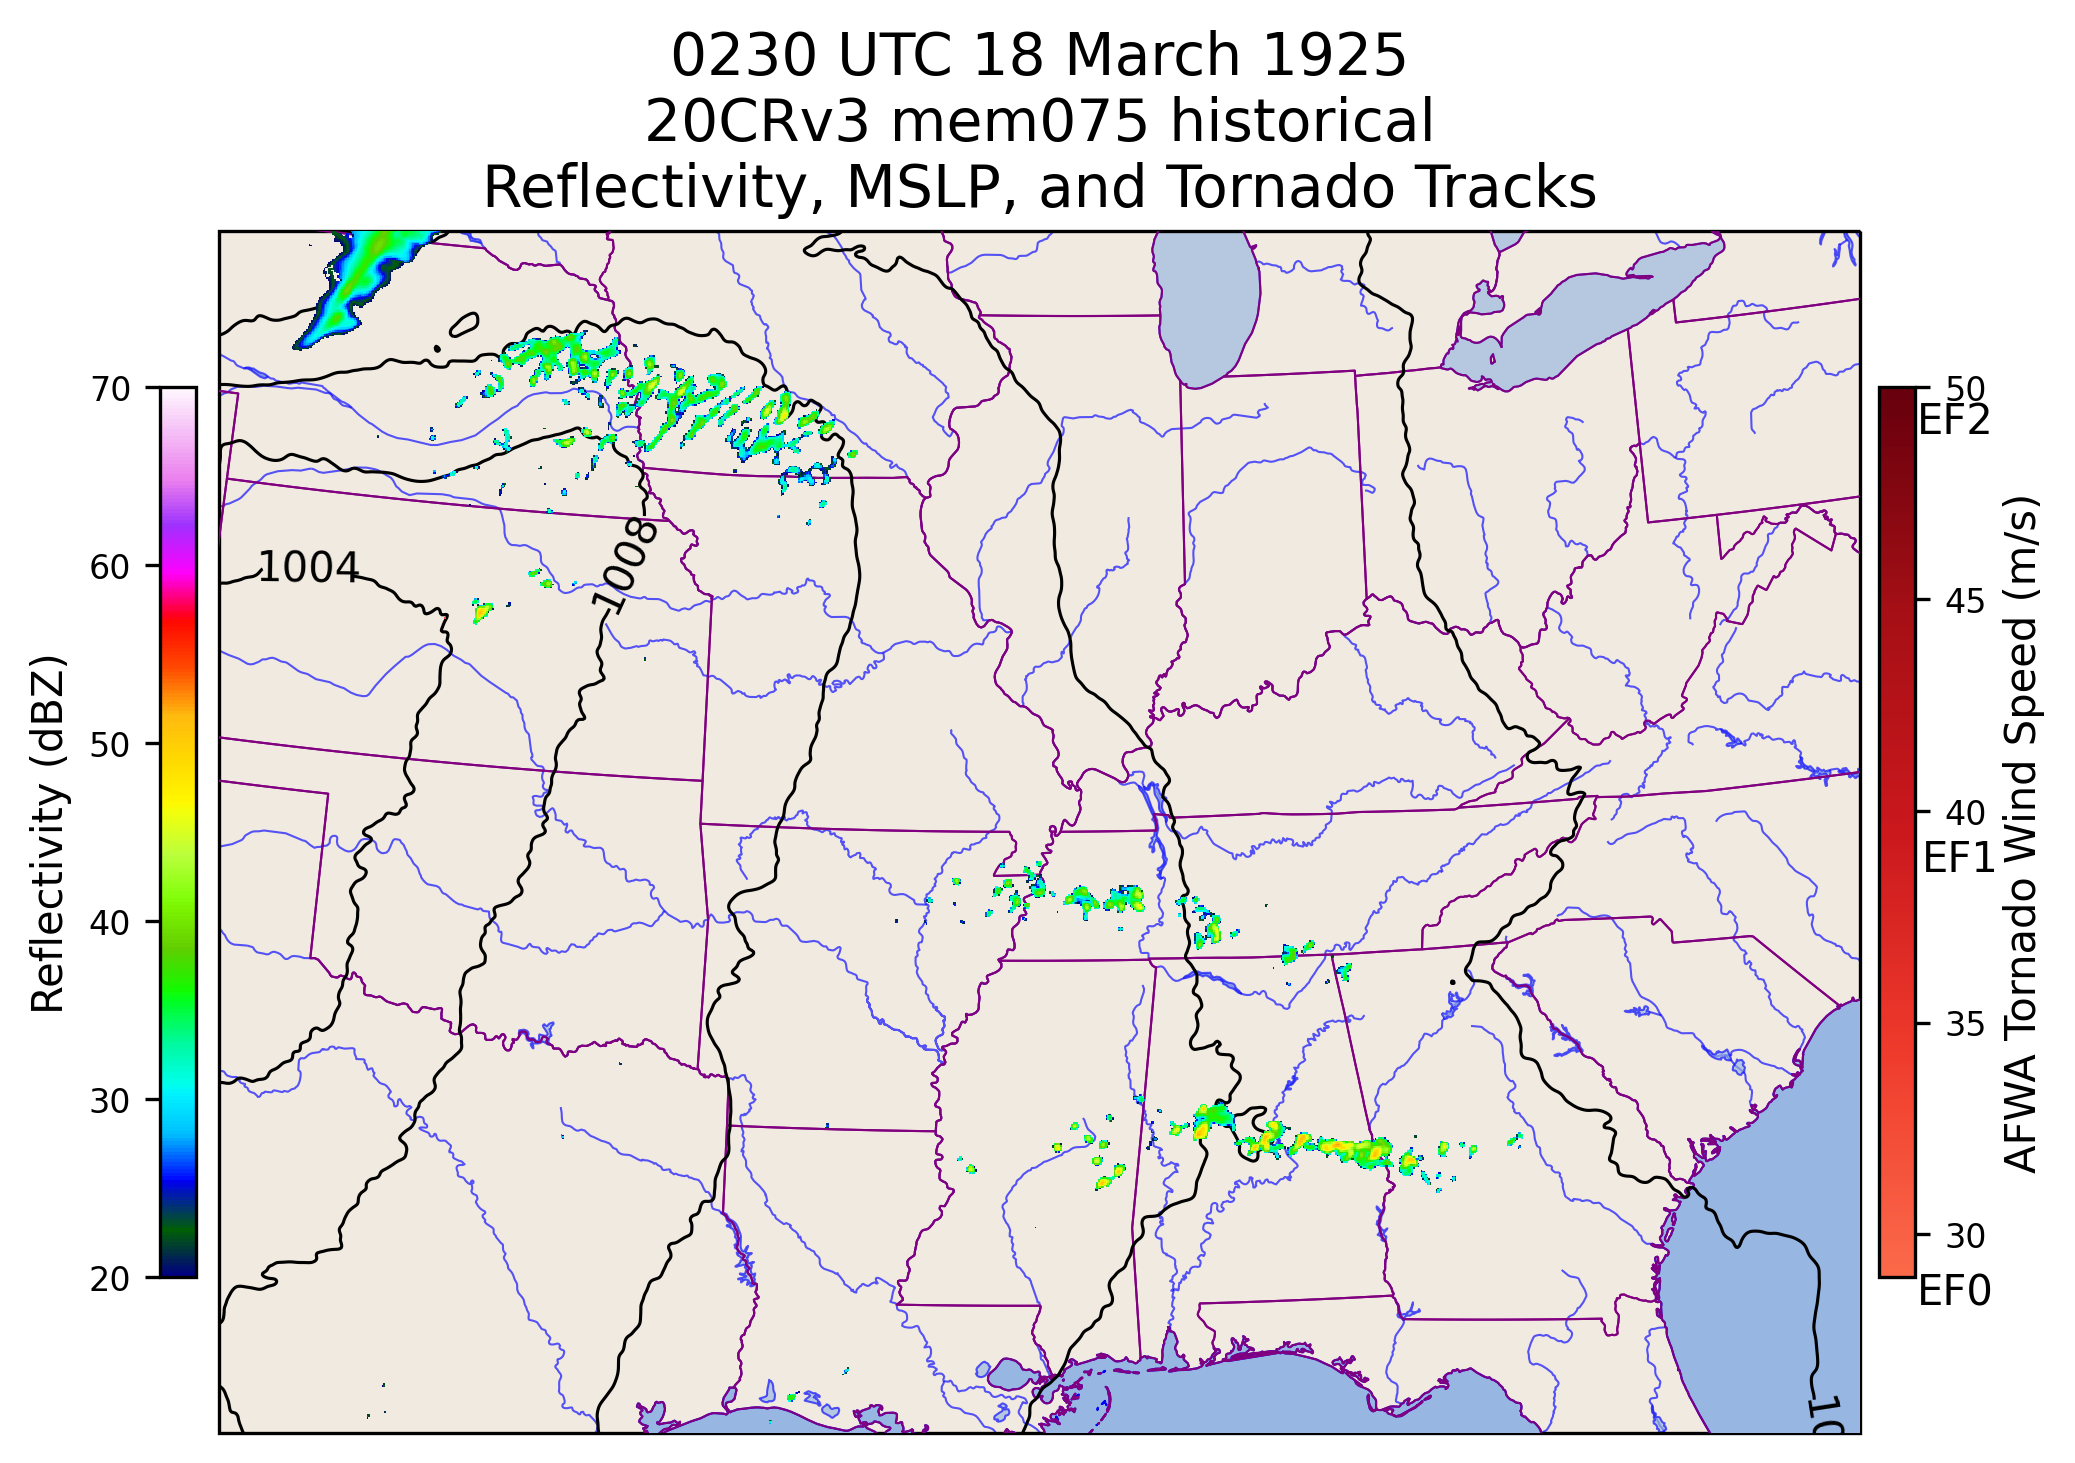 0230 UTC 18 March 1925
20CRv3 mem075 historical
Reflectivity, MSLP, and Tornado Tracks
Reflectivity (dBZ)
70
60
50
40
30
20
1004
1008
50
EF2
45
40
EF1
35
30
EF0
AFWA Tornado Wind Speed (m/s)